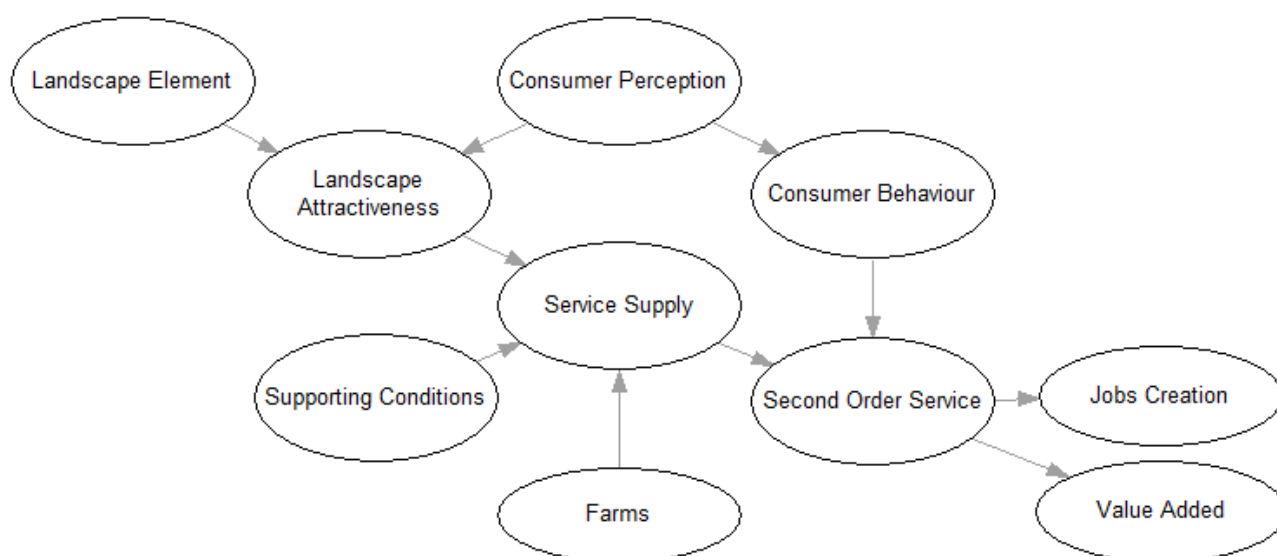 Landscape Element
Consumer Perception
Landscape
Attractiveness
Consumer Behaviour
Service Supply
Supporting Conditions
Second Order Service
Jobs Creation
Farms
Value Added